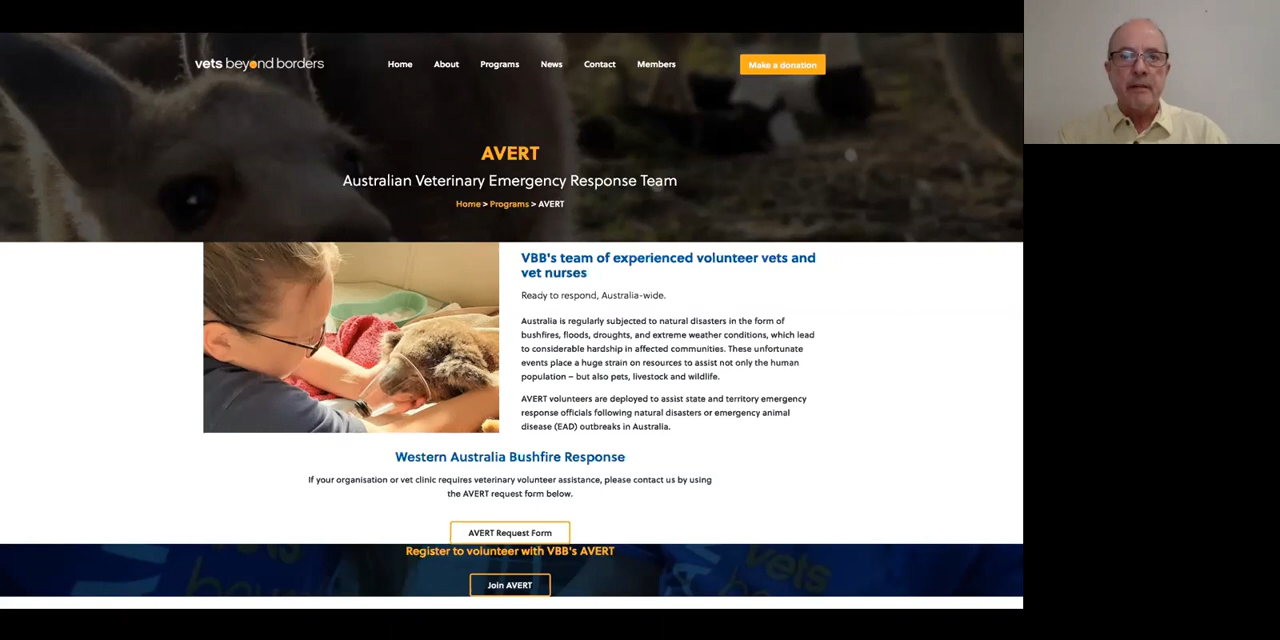 vets beyond borders
Home About Programs News Contact Members
Make a donation
AVERT
Australian Veterinary Emergency Response Team
Home > Programs > AVERT
VBB's team of experienced volunteer vets and
vet nurses
Ready to respond, Australia-wide.
Australia is regularly subjected to natural disasters in the form of
bushfires, floods, droughts, and extreme weather conditions, which lead
to considerable hardship in affected communities. These unfortunate
events place a huge strain on resources to assist not only the human
population – but also pets, livestock and wildlife.
AVERT volunteers are deployed to assist state and territory emergency
response officials following natural disasters or emergency animal
disease (EAD) outbreaks in Australia.
Western Australia Bushfire Response
If your organisation or vet clinic requires veterinary volunteer assistance, please contact us by using
the AVERT request form below.
AVERT Request Form
Register to volunteer with VBB's AVERT
Join AVERT
vets